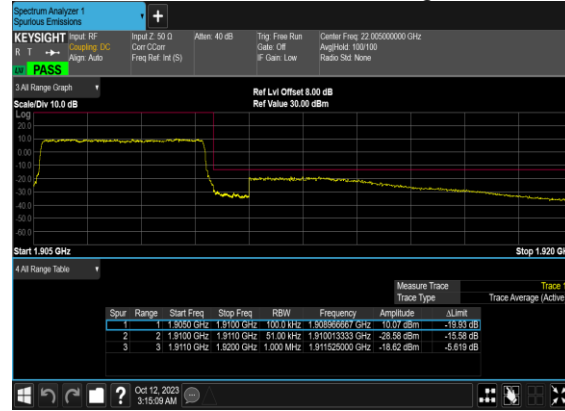 Spectrum Analyzer 1
Spurious Emissions
KEYSIGHT Input: RF Input Z: 50 Ω Atten: 40 dB Trig: Free Run Center Freq: 22.005000000 GHz
R T Coupling: DC Corr CCorr Gate: Off Avg|Hold: 100/100
Align: Auto Freq Ref: Int (S) IF Gain: Low Radio Std: None
PASS
3 All Range Graph
Ref Lvl Offset 8.00 dB
Scale/Div 10.0 dB Ref Value 30.00 dBm
Log
20.0
10.0
0.00
-10.0
-20.0
-30.0
-40.0
-50.0
-60.0
Start 1.905 GHz Stop 1.920 GH
4 All Range Table
Measure Trace Trace 1
Trace Type Trace Average (Active
Spur Range Start Freq Stop Freq RBW Frequency Amplitude ΔLimit
1 1 1.9050 GHz 1.9100 GHz 100.0 kHz 1.908966667 GHz 10.07 dBm -19.93 dB
2 2 1.9100 GHz 1.9110 GHz 51.00 kHz 1.910013333 GHz -28.58 dBm -15.58 dB
3 3 1.9110 GHz 1.9200 GHz 1.000 MHz 1.911525000 GHz -18.62 dBm -5.619 dB
? Oct 12, 2023
3:15:09 AM